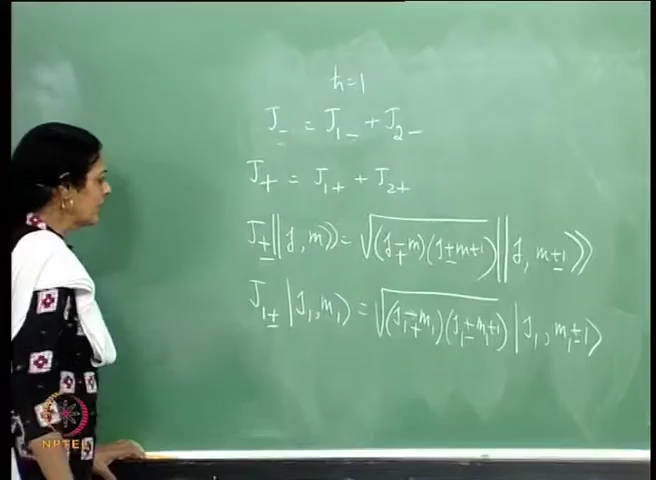 ħ=1
J₋ = J₁₋ + J₂₋
J₊ = J₁₊ + J₂₊
J± ||j, m⟩⟩ = √(j∓m)(j±m+1) ||j, m±1⟩⟩
J₁± |j₁, m₁⟩ = √(j₁∓m₁)(j₁±m₁+1) |j₁, m₁±1⟩
NPTEL